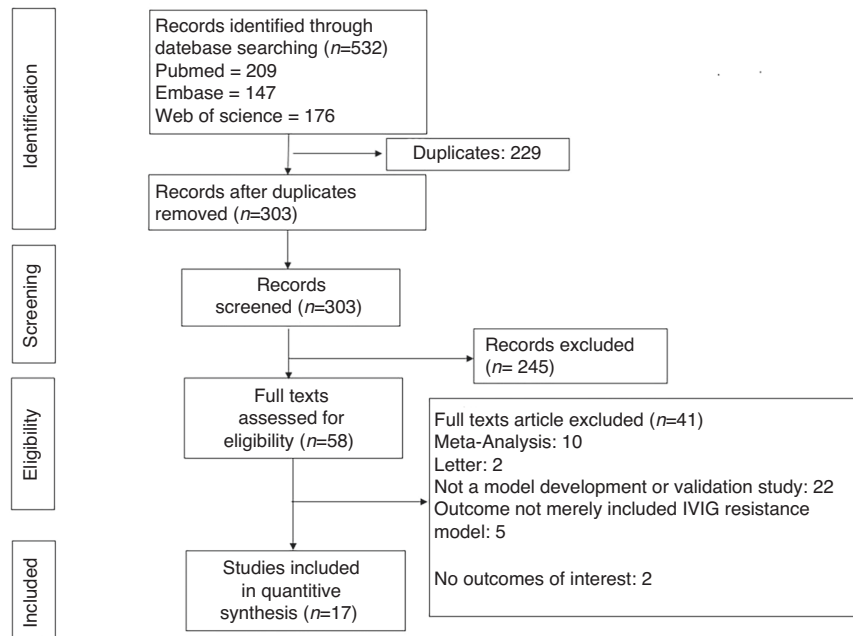 Identification
Records identified through
datebase searching (n=532)
Pubmed = 209
Embase = 147
Web of science = 176
Duplicates: 229
Records after duplicates
removed (n=303)
Screening
Records
screened (n=303)
Records excluded
(n= 245)
Eligibility
Full texts
assessed for
eligibility (n=58)
Full texts article excluded (n=41)
Meta-Analysis: 10
Letter: 2
Not a model development or validation study: 22
Outcome not merely included IVIG resistance
model: 5
No outcomes of interest: 2
Included
Studies included
in quantitive
synthesis (n=17)